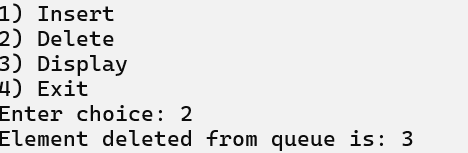 1) Insert
2) Delete
3) Display
4) Exit
Enter choice: 2
Element deleted from queue is: 3